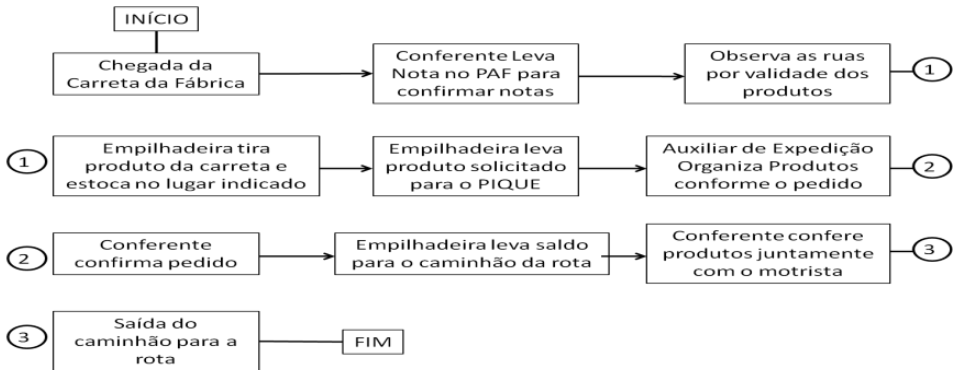 INÍCIO
Chegada da
Carreta da Fábrica
Conferente Leva
Nota no PAF para
confirmar notas
Observa as ruas
por validade dos
produtos
1
1
Empilhadeira tira
produto da carreta e
estoca no lugar indicado
Empilhadeira leva
produto solicitado
para o PIQUE
Auxiliar de Expedição
Organiza Produtos
conforme o pedido
2
2
Conferente
confirma pedido
Empilhadeira leva saldo
para o caminhão da rota
Conferente confere
produtos juntamente
com o motrista
3
3
Saída do
caminhão para a
rota
FIM